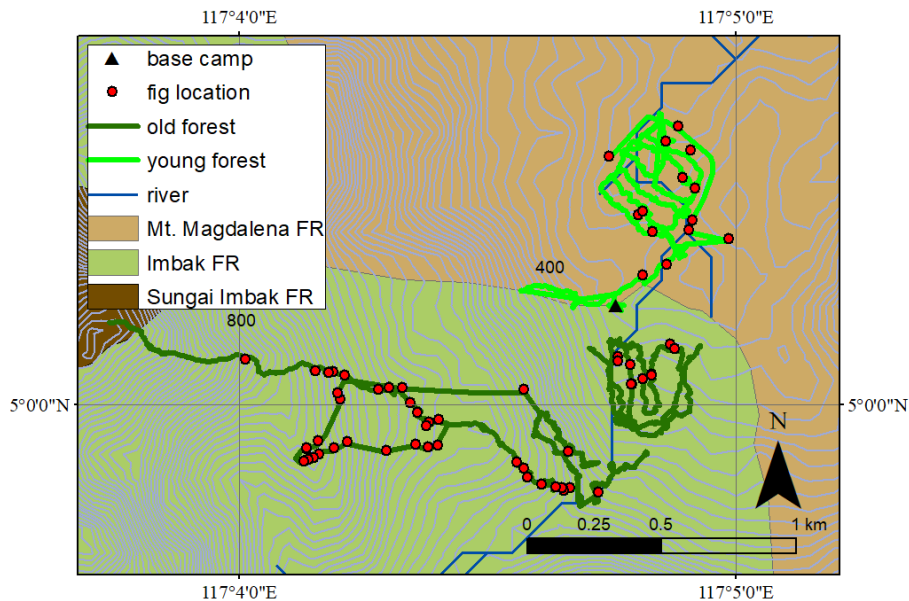 117°4'0"E 117°5'0"E
base camp
fig location
old forest
young forest
river
Mt. Magdalena FR
Imbak FR
Sungai Imbak FR
400
800
5°0'0"N 5°0'0"N
N
0 0.25 0.5 1 km
117°4'0"E 117°5'0"E